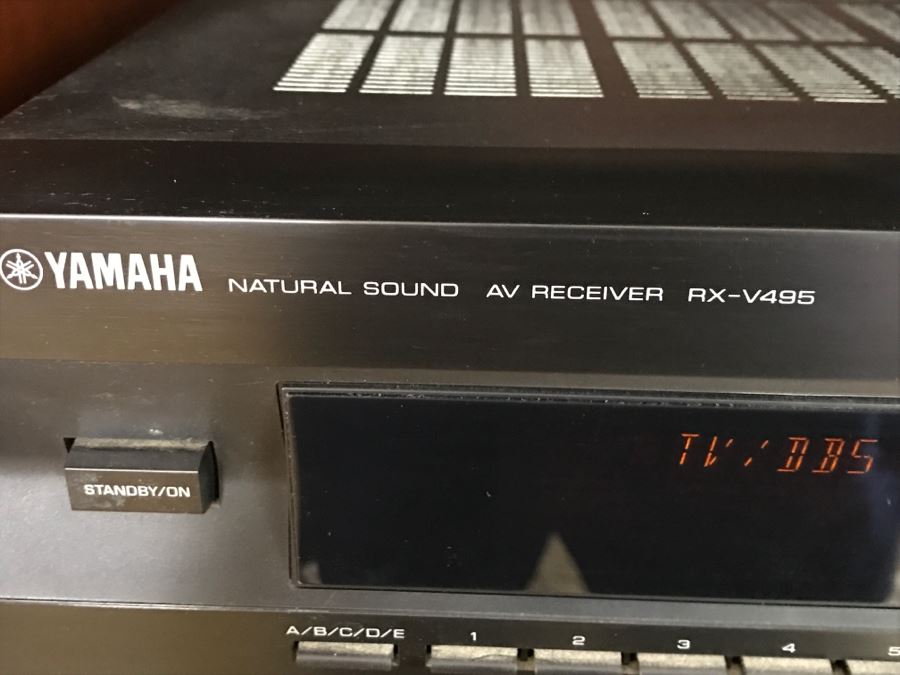 YAMAHA NATURAL SOUND AV RECEIVER RX-V495
TV/DBS
STANDBY/ON
A/B/C/D/E 1 2 3 4 5